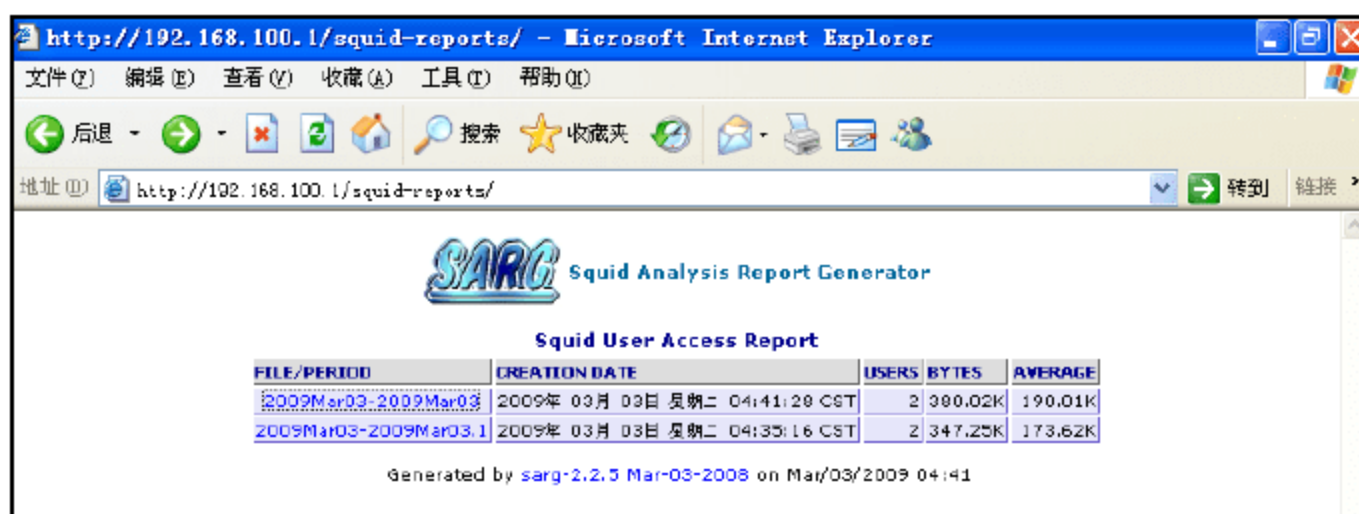 http://192.168.100.1/squid-reports/ - Microsoft Internet Explorer
文件(F) 编辑(E) 查看(V) 收藏(A) 工具(T) 帮助(H)
后退 搜索 收藏夹
地址(D) http://192.168.100.1/squid-reports/ 转到 链接 »
SARG Squid Analysis Report Generator
Squid User Access Report
FILE/PERIOD CREATION DATE USERS BYTES AVERAGE
2009Mar03-2009Mar03 2009年 03月 03日 星期二 04:41:28 CST 2 380.02K 190.01K
2009Mar03-2009Mar03.1 2009年 03月 03日 星期二 04:35:16 CST 2 347.25K 173.62K
Generated by sarg-2.2.5 Mar-03-2008 on Mar/03/2009 04:41